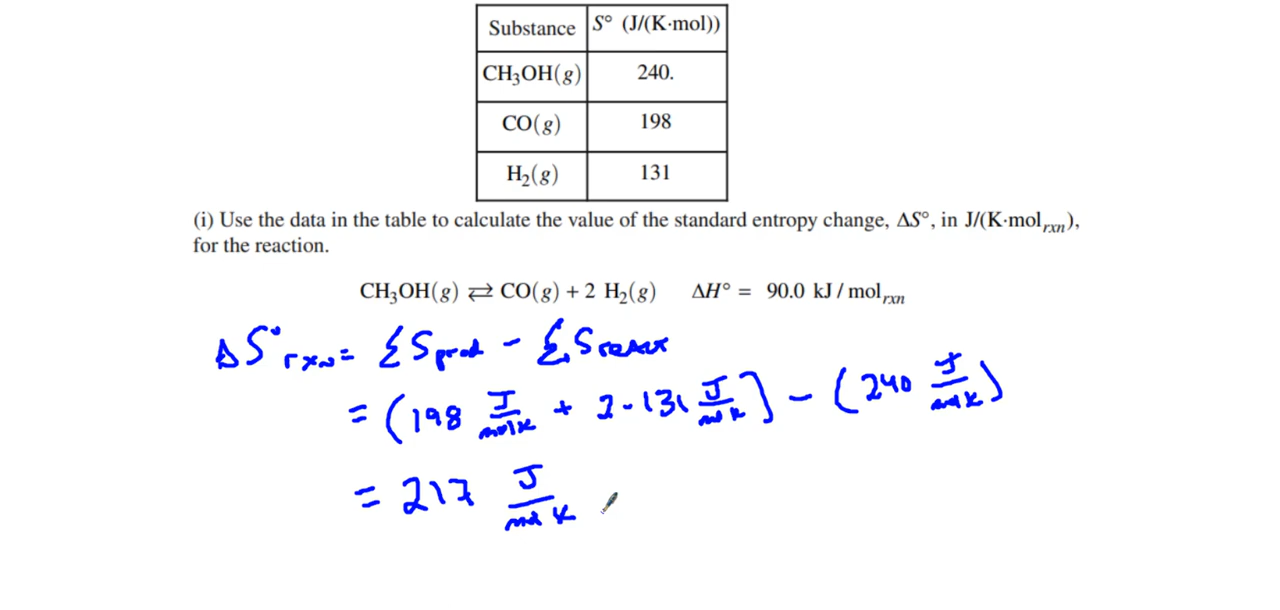 Substance S° (J/(K·mol))
CH₃OH(g) 240.
CO(g) 198
H₂(g) 131
(i) Use the data in the table to calculate the value of the standard entropy change, ΔS°, in J/(K·mol_rxn),
for the reaction.
CH₃OH(g) ⇄ CO(g) + 2 H₂(g) ΔH° = 90.0 kJ / mol_rxn
ΔS°rxn = ΣSprod - ΣSreact
= (198 J/molK + 2·131 J/molK) - (240 J/molK)
= 217 J/molK